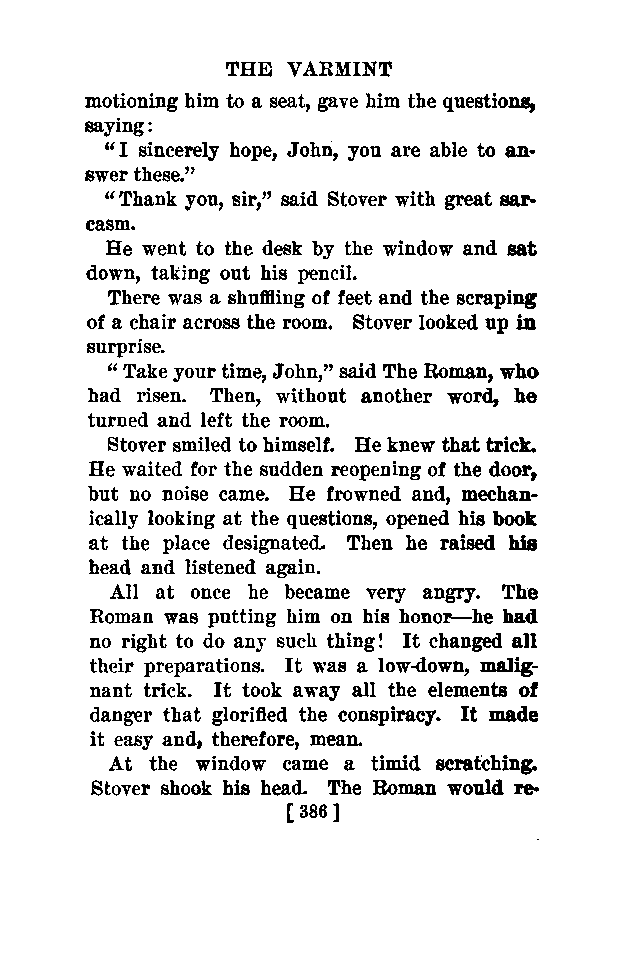 THE VARMINT
motioning him to a seat, gave him the questions,
saying:
"I sincerely hope, John, you are able to an-
swer these."
"Thank you, sir," said Stover with great sar-
casm.
He went to the desk by the window and sat
down, taking out his pencil.
There was a shuffling of feet and the scraping
of a chair across the room. Stover looked up in
surprise.
"Take your time, John," said The Roman, who
had risen. Then, without another word, he
turned and left the room.
Stover smiled to himself. He knew that trick.
He waited for the sudden reopening of the door,
but no noise came. He frowned and, mechan-
ically looking at the questions, opened his book
at the place designated. Then he raised his
head and listened again.
All at once he became very angry. The
Roman was putting him on his honor—he had
no right to do any such thing! It changed all
their preparations. It was a low-down, malig-
nant trick. It took away all the elements of
danger that glorified the conspiracy. It made
it easy and, therefore, mean.
At the window came a timid scratching.
Stover shook his head. The Roman would re-
[ 386 ]